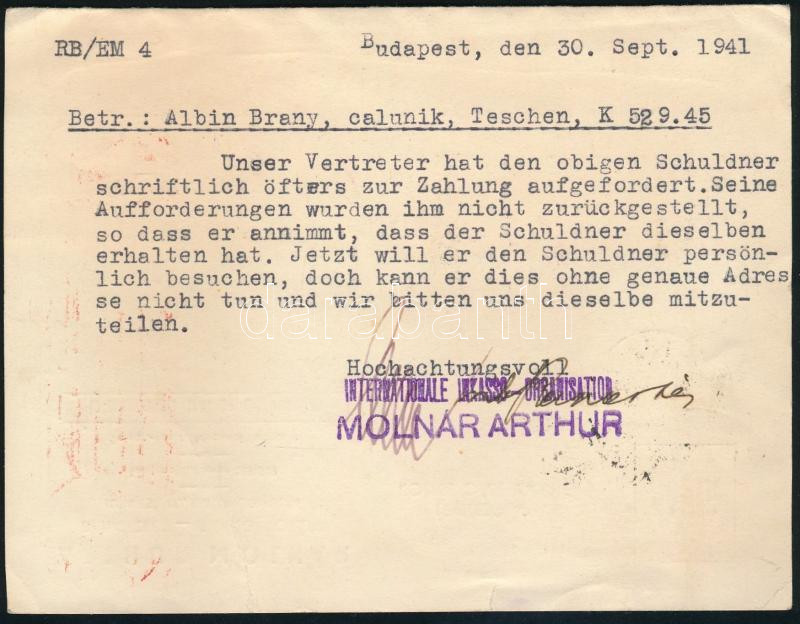 RB/EM 4 Budapest, den 30. Sept. 1941
Betr.: Albin Brany, calunik, Teschen, K 529.45
Unser Vertreter hat den obigen Schuldner
schriftlich öfters zur Zahlung aufgefordert.Seine
Aufforderungen wurden ihm nicht zurückgestellt,
so dass er annimmt, dass der Schuldner dieselben
erhalten hat. Jetzt will er den Schuldner persön-
lich besuchen, doch kann er dies ohne genaue Adres
se nicht tun und wir bitten uns dieselbe mitzu-
teilen.
darabanth
Hochachtungsvoll
INTERNATIONALE INKASSO ORGANISATION
MOLNÁR ARTHUR